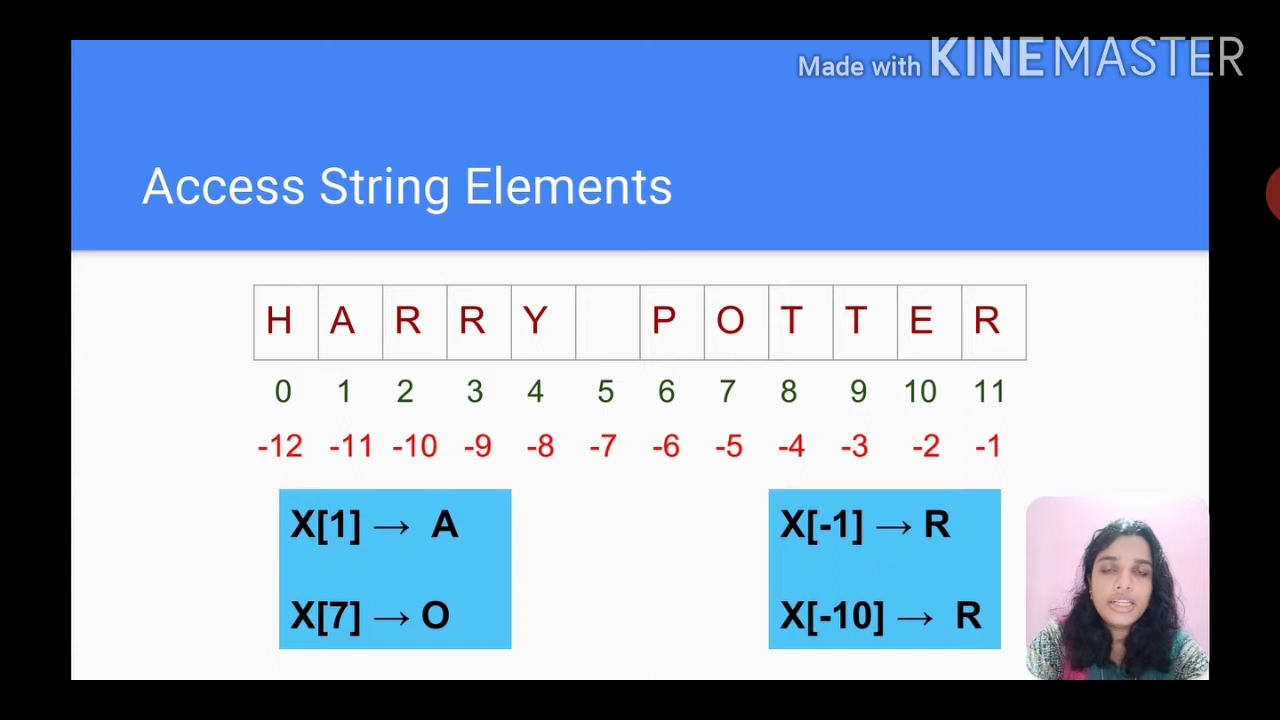 Made with KINEMASTER
Access String Elements
H A R R Y P O T T E R
0 1 2 3 4 5 6 7 8 9 10 11
-12 -11 -10 -9 -8 -7 -6 -5 -4 -3 -2 -1
X[1] → A
X[7] → O
X[-1] → R
X[-10] → R